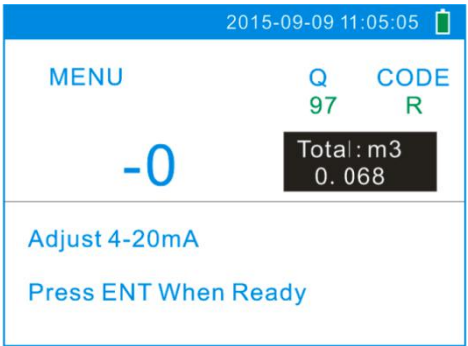 2015-09-09 11:05:05
MENU
Q
CODE
97
R
-0
Total: m3
0. 068
Adjust 4-20mA
Press ENT When Ready